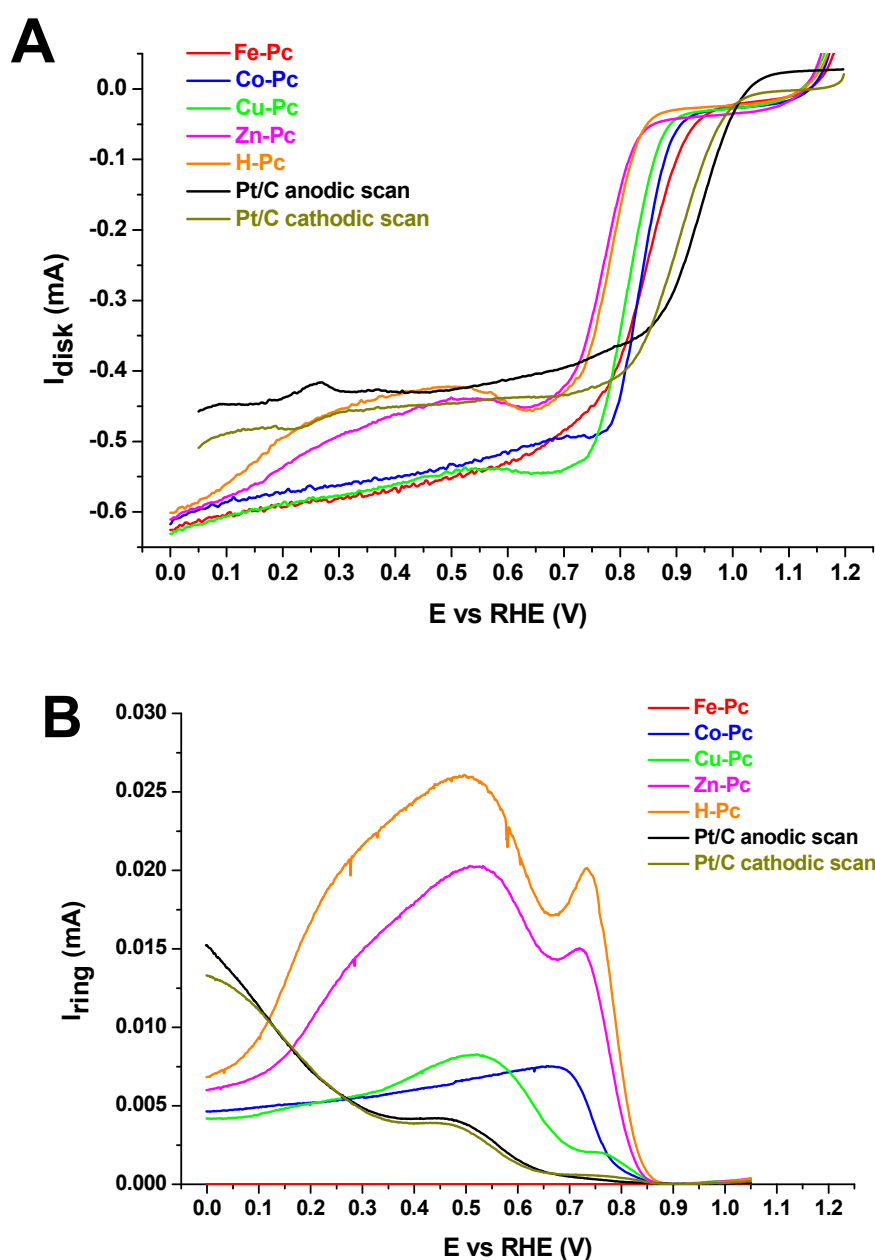 A
Fe-Pc
Co-Pc
Cu-Pc
Zn-Pc
H-Pc
Pt/C anodic scan
Pt/C cathodic scan
I_disk (mA)
0.0
-0.1
-0.2
-0.3
-0.4
-0.5
-0.6
0.0 0.1 0.2 0.3 0.4 0.5 0.6 0.7 0.8 0.9 1.0 1.1 1.2
E vs RHE (V)
B
Fe-Pc
Co-Pc
Cu-Pc
Zn-Pc
H-Pc
Pt/C anodic scan
Pt/C cathodic scan
I_ring (mA)
0.030
0.025
0.020
0.015
0.010
0.005
0.000
0.0 0.1 0.2 0.3 0.4 0.5 0.6 0.7 0.8 0.9 1.0 1.1 1.2
E vs RHE (V)